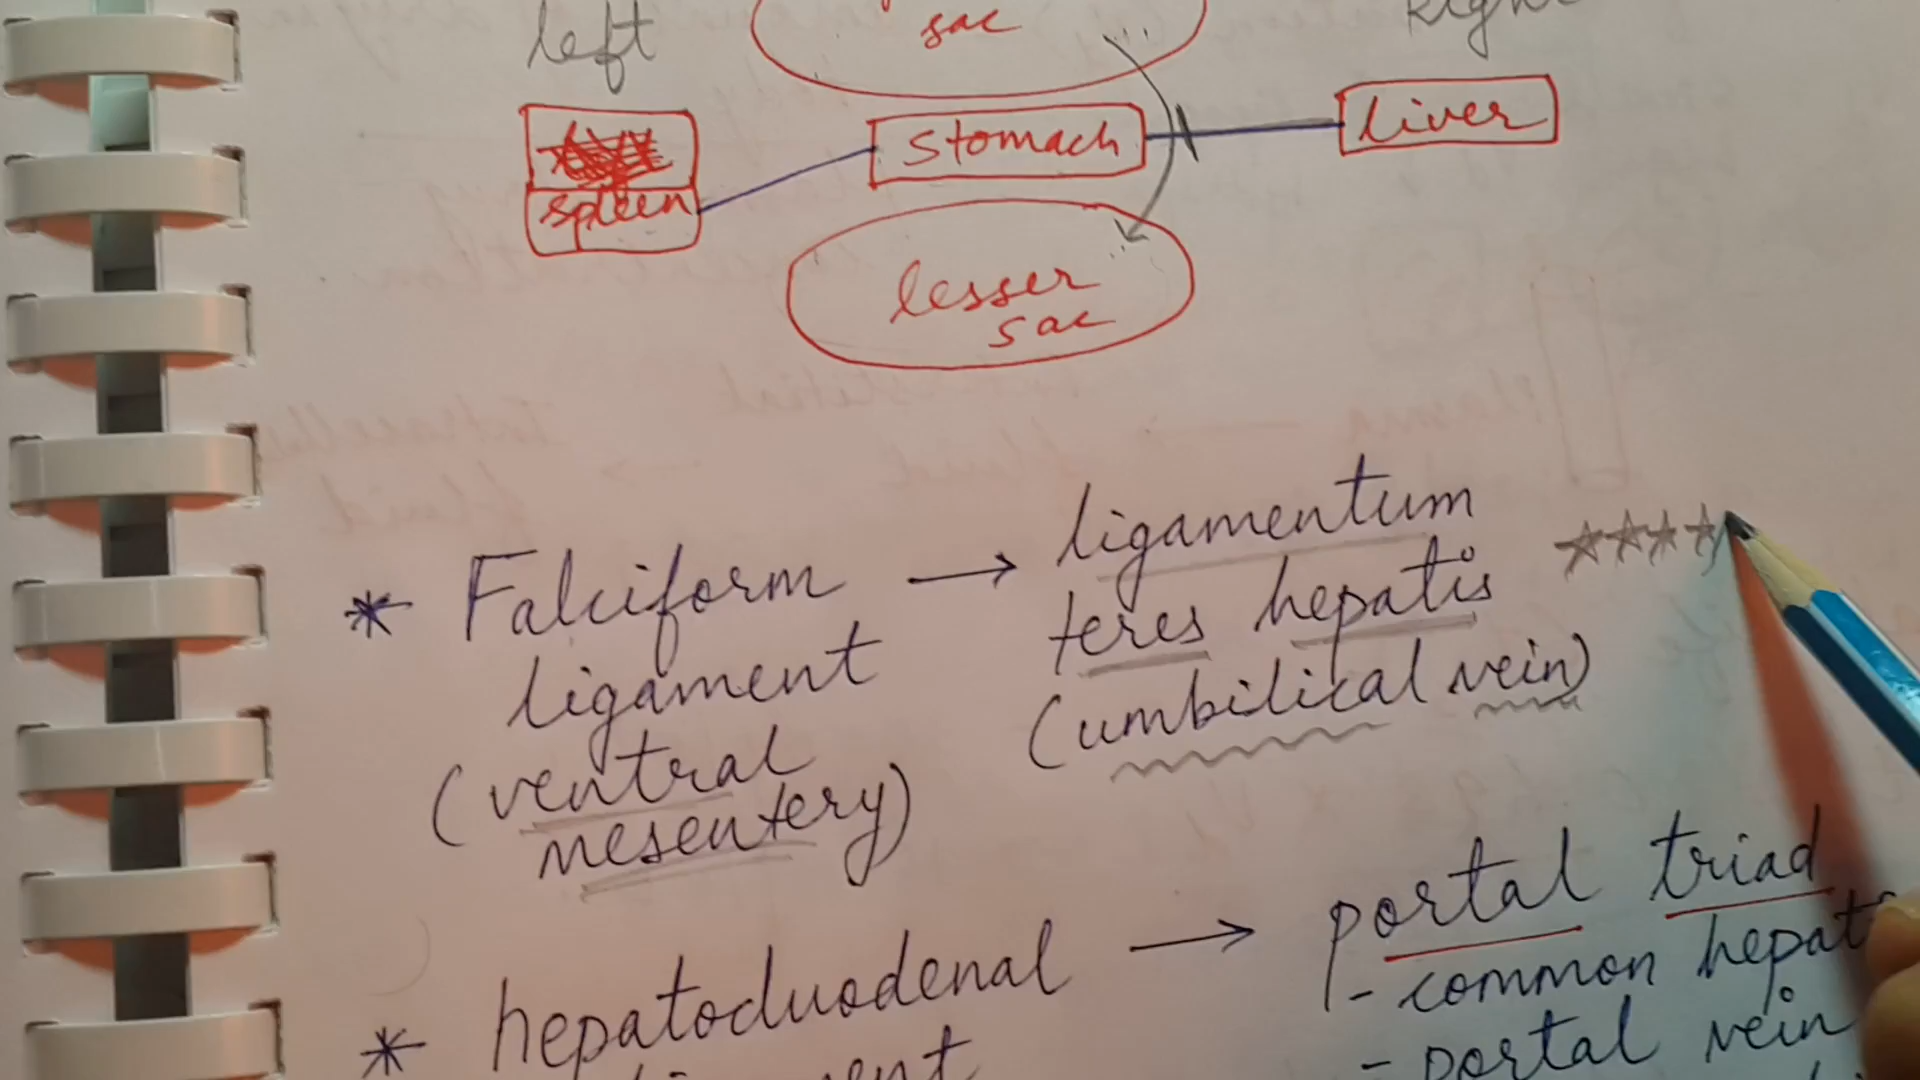 left
sac
Right
spleen
stomach
liver
lesser
sac
* Falciform → ligamentum
ligament teres hepatis
(ventral (umbilical vein)
mesentery)
* hepatoduodenal → portal triad
- common
- portal vein